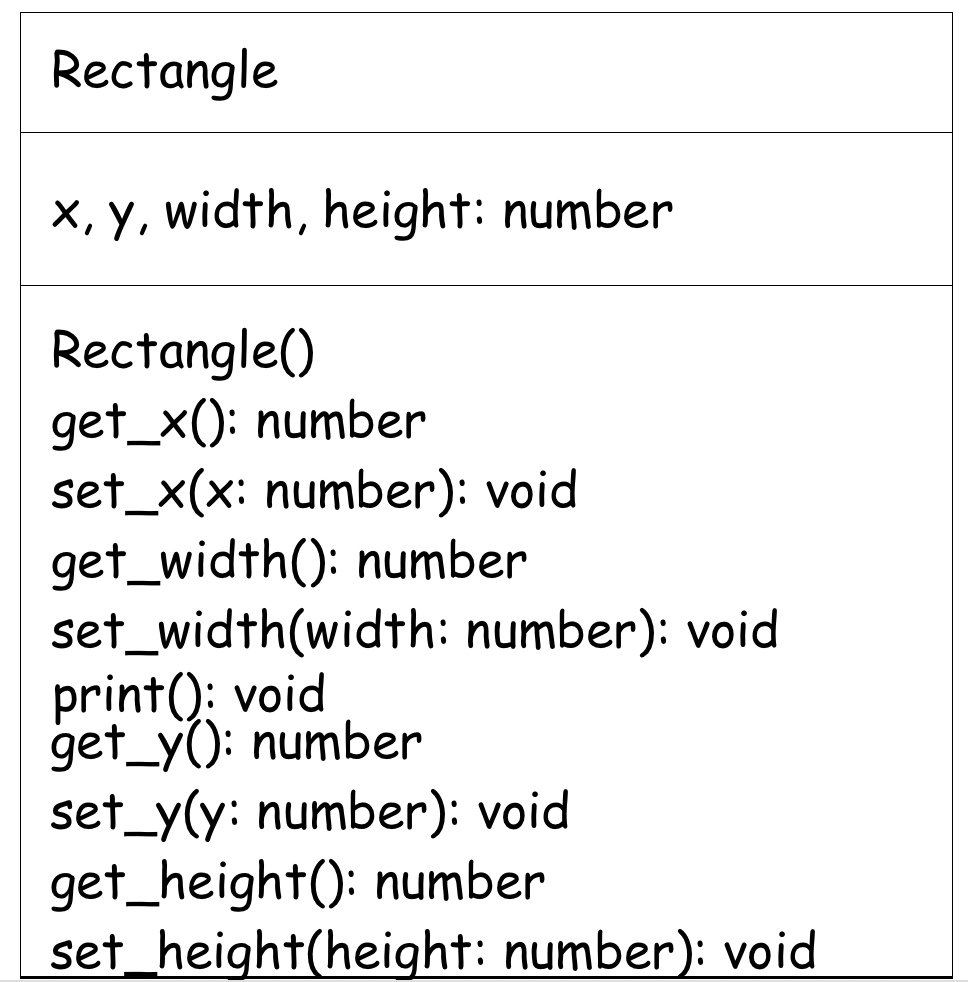 Rectangle
x, y, width, height: number
Rectangle()
get_x(): number
set_x(x: number): void
get_width(): number
set_width(width: number): void
print(): void
get_y(): number
set_y(y: number): void
get_height(): number
set_height(height: number): void